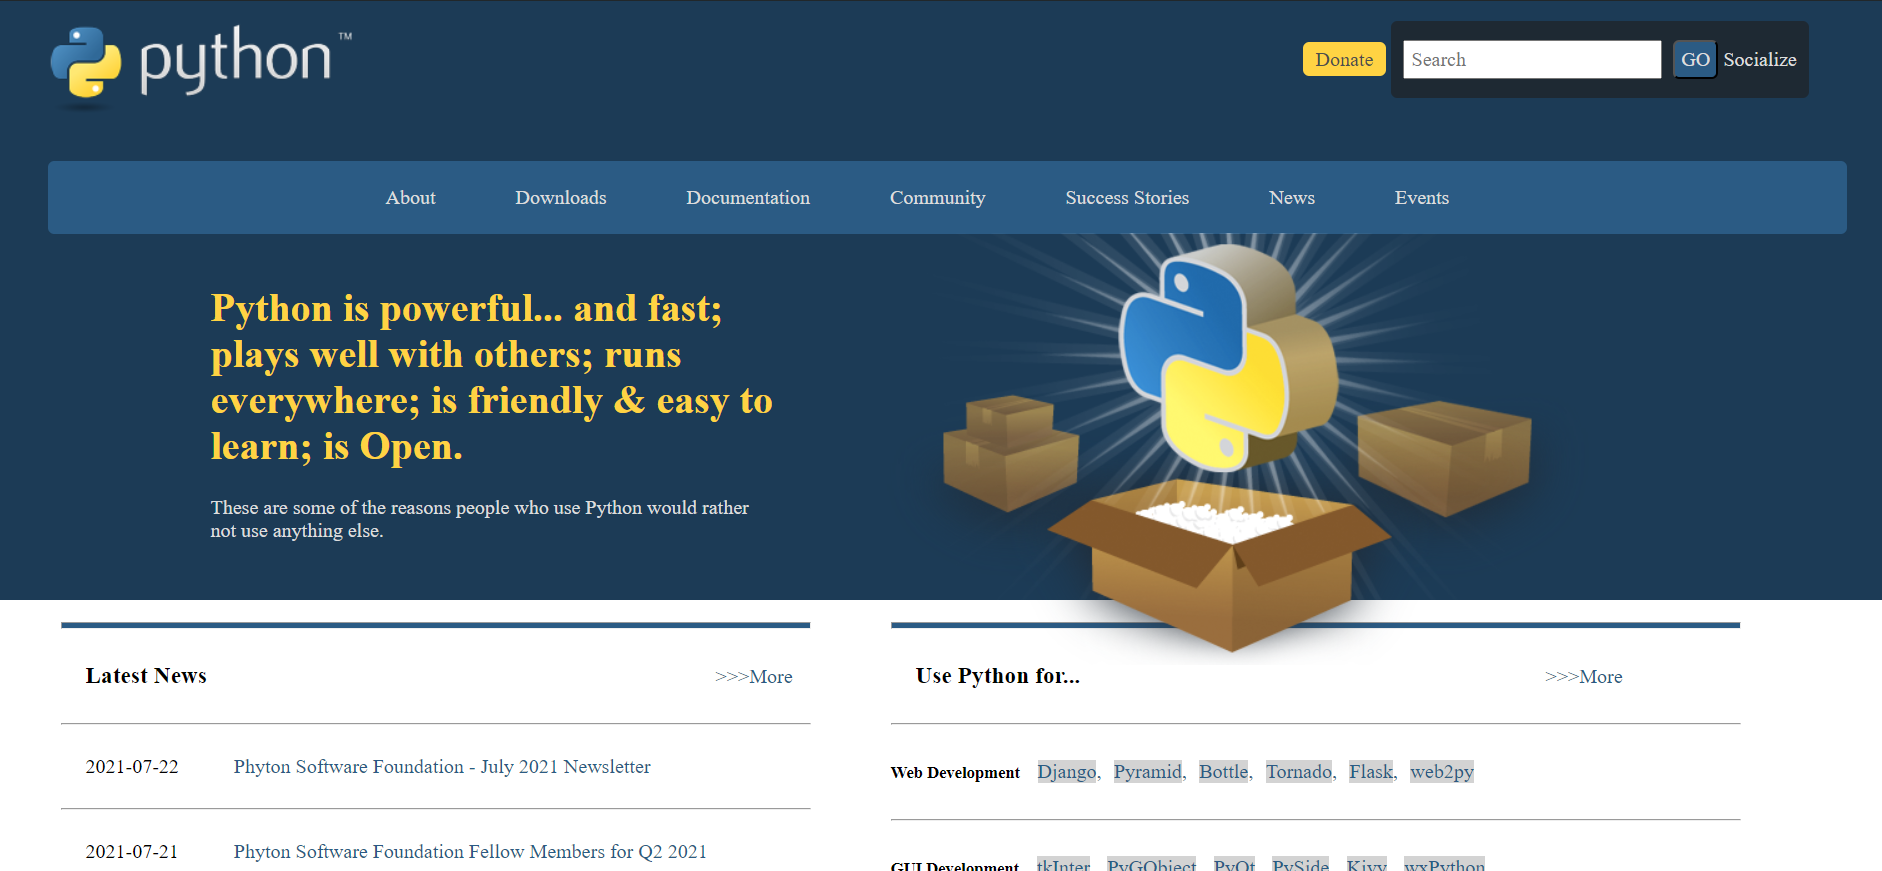 python™
Donate
Search
GO
Socialize
About Downloads Documentation Community Success Stories News Events
Python is powerful... and fast;
plays well with others; runs
everywhere; is friendly & easy to
learn; is Open.
These are some of the reasons people who use Python would rather
not use anything else.
Latest News >>>More
2021-07-22 Phyton Software Foundation - July 2021 Newsletter
2021-07-21 Phyton Software Foundation Fellow Members for Q2 2021
Use Python for... >>>More
Web Development Django, Pyramid, Bottle, Tornado, Flask, web2py
GUI Development tkInter PyGObject PyQt PySide Kivy wxPython